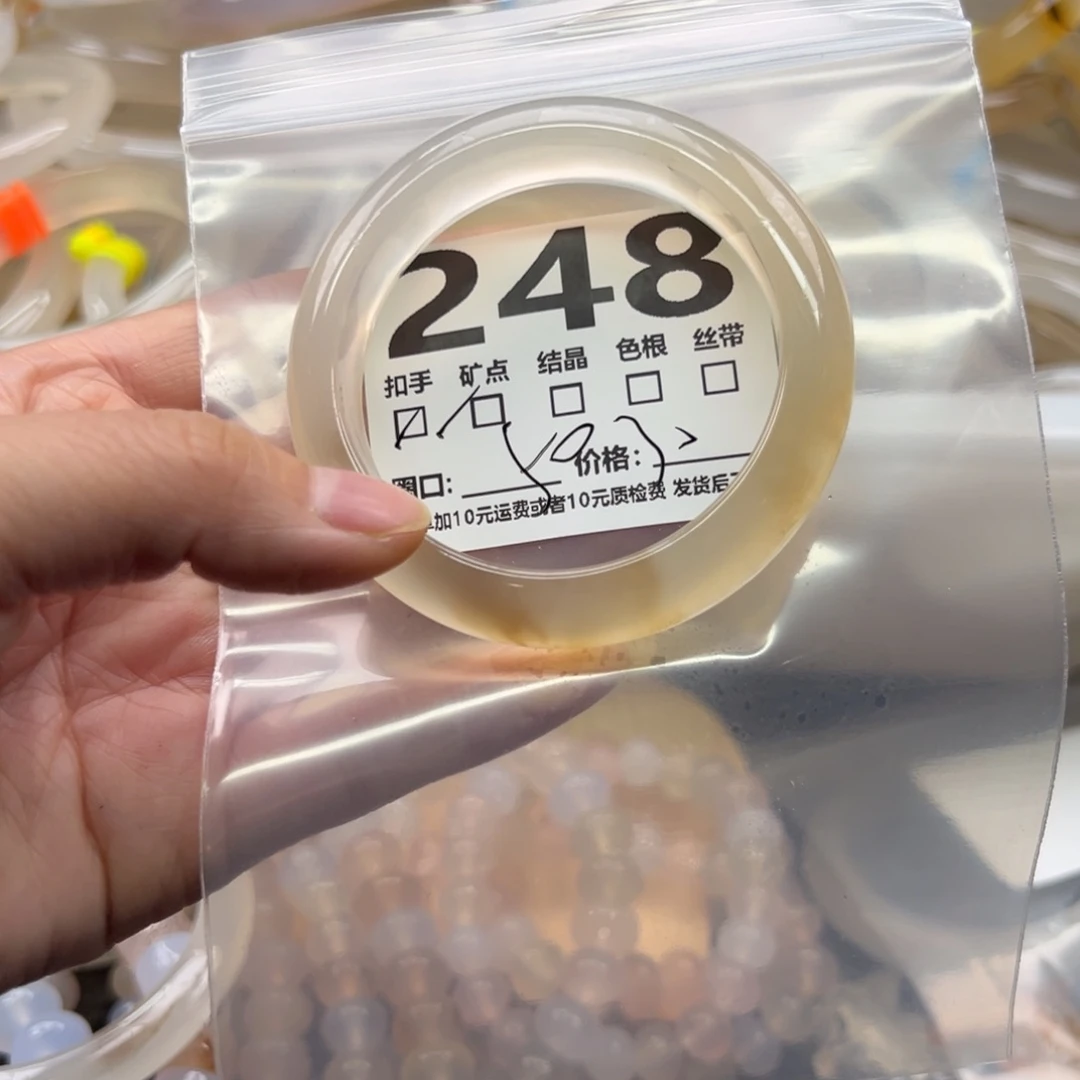 248
扣手 矿点 结晶 色根 丝带
圈口: 价格:
加10元运费或者10元质检费 发货后